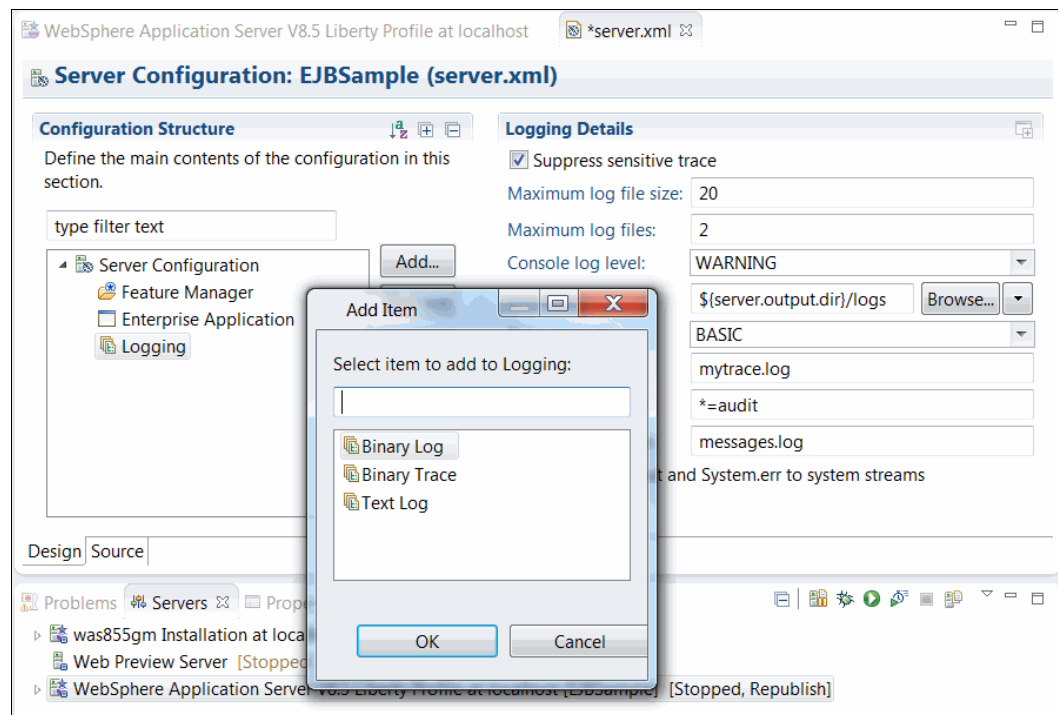 WebSphere Application Server V8.5 Liberty Profile at localhost
*server.xml
Server Configuration: EJBSample (server.xml)
Configuration Structure
Define the main contents of the configuration in this
section.
type filter text
Server Configuration
Feature Manager
Enterprise Application
Logging
Add...
Logging Details
Suppress sensitive trace
Maximum log file size: 20
Maximum log files: 2
Console log level: WARNING
${server.output.dir}/logs Browse...
BASIC
mytrace.log
*=audit
messages.log
and System.err to system streams
Add Item
Select item to add to Logging:
Binary Log
Binary Trace
Text Log
OK Cancel
Design Source
Problems Servers
was855gm Installation at loca
Web Preview Server [Stopped
WebSphere Application Server V8.5 Liberty Profile at localhost [EJBSample] [Stopped, Republish]